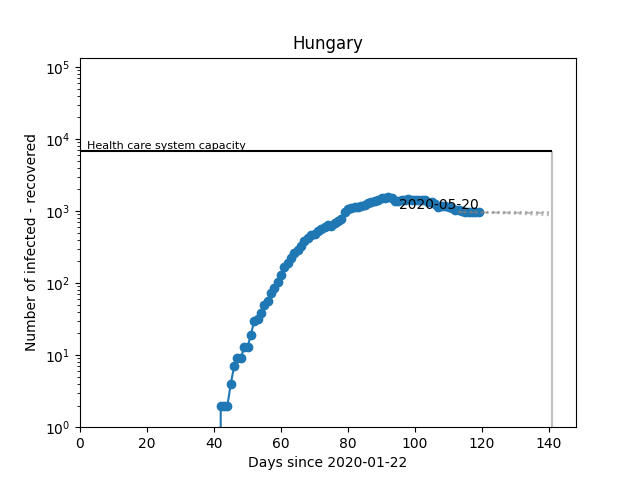 Hungary
Number of infected - recovered
10^5
10^4
10^3
10^2
10^1
10^0
Health care system capacity
2020-05-20
0 20 40 60 80 100 120 140
Days since 2020-01-22